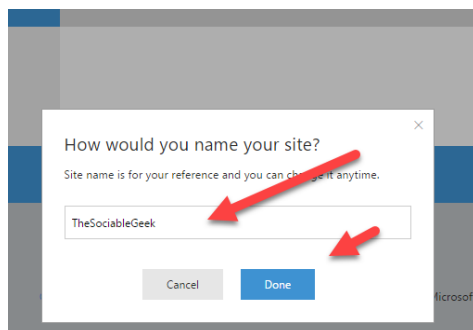 How would you name your site?
Site name is for your reference and you can change it anytime.
TheSociableGeek
Cancel
Done